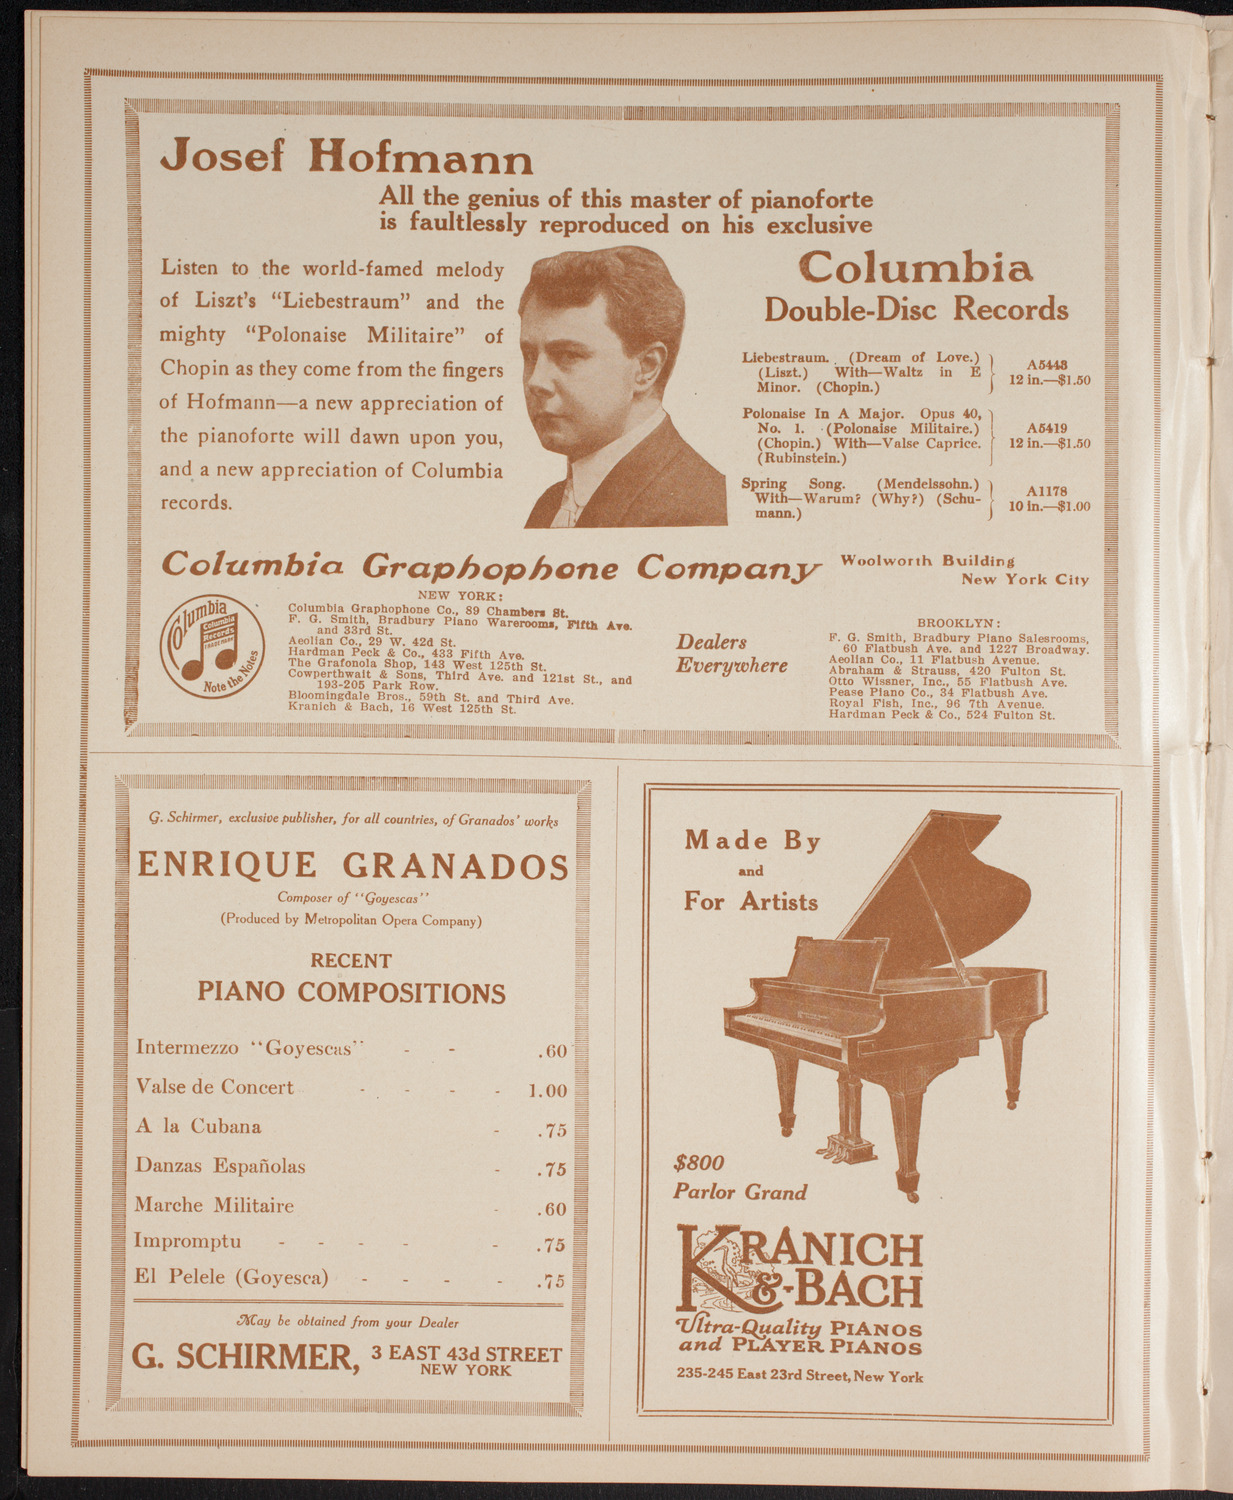 Josef Hofmann
All the genius of this master of pianoforte
is faultlessly reproduced on his exclusive
Listen to the world-famed melody
of Liszt's "Liebestraum" and the
mighty "Polonaise Militaire" of
Chopin as they come from the fingers
of Hofmann—a new appreciation of
the pianoforte will dawn upon you,
and a new appreciation of Columbia
records.
Columbia
Double-Disc Records
Liebestraum. (Dream of Love.)
(Liszt.) With—Waltz in E
Minor. (Chopin.)
A5448
12 in.—$1.50
Polonaise In A Major. Opus 40,
No. 1. (Polonaise Militaire.)
(Chopin.) With—Valse Caprice.
(Rubinstein.)
A5419
12 in.—$1.50
Spring Song. (Mendelssohn.)
With—Warum? (Why?) (Schu-
mann.)
A1178
10 in.—$1.00
Columbia Graphophone Company
Woolworth Building
New York City
Columbia
Columbia
Records
TRADE MARK
Note the Notes
NEW YORK:
Columbia Graphophone Co., 89 Chambers St.
F. G. Smith, Bradbury Piano Warerooms, Fifth Ave.
and 33rd St.
Aeolian Co., 29 W. 42d St.
Hardman Peck & Co., 433 Fifth Ave.
The Grafonola Shop, 143 West 125th St.
Cowperthwait & Sons, Third Ave. and 121st St., and
193-205 Park Row.
Bloomingdale Bros., 59th St. and Third Ave.
Kranich & Bach, 16 West 125th St.
Dealers
Everywhere
BROOKLYN:
F. G. Smith, Bradbury Piano Salesrooms,
60 Flatbush Ave. and 1227 Broadway.
Aeolian Co., 11 Flatbush Avenue.
Abraham & Strauss, 420 Fulton St.
Otto Wissner, Inc., 55 Flatbush Ave.
Pease Piano Co., 34 Flatbush Ave.
Royal Fish, Inc., 96 7th Avenue.
Hardman Peck & Co., 524 Fulton St.
G. Schirmer, exclusive publisher, for all countries, of Granados' works
ENRIQUE GRANADOS
Composer of "Goyescas"
(Produced by Metropolitan Opera Company)
RECENT
PIANO COMPOSITIONS
Intermezzo "Goyescas" - - .60
Valse de Concert - - - - 1.00
A la Cubana - .75
Danzas Españolas - .75
Marche Militaire - .60
Impromptu - - - - - .75
El Pelele (Goyesca) - - - - .75
May be obtained from your Dealer
G. SCHIRMER, 3 EAST 43d STREET
NEW YORK
Made By
and
For Artists
$800
Parlor Grand
KRANICH
&-BACH
Ultra-Quality PIANOS
and PLAYER PIANOS
235-245 East 23rd Street, New York